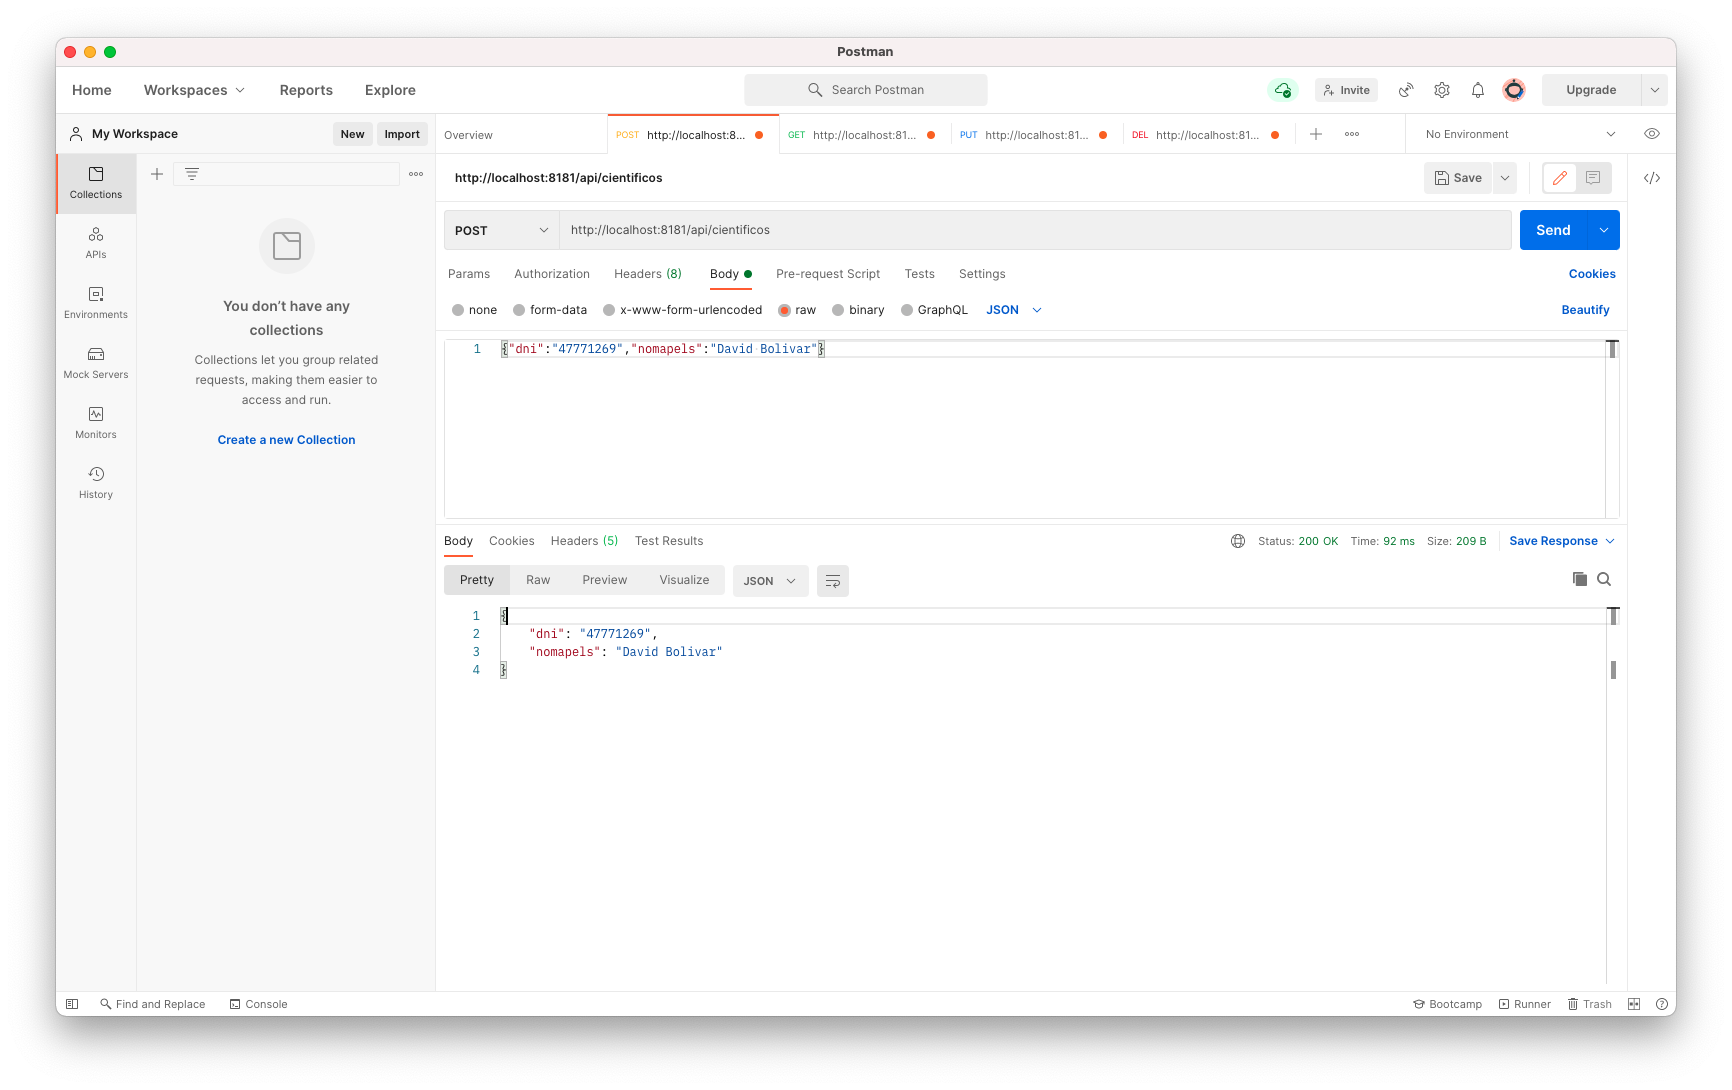 Postman
Home Workspaces Reports Explore Search Postman Invite Upgrade
My Workspace New Import
Overview POST http://localhost:8... GET http://localhost:81... PUT http://localhost:81... DEL http://localhost:81... No Environment
Collections
APIs
Environments
Mock Servers
Monitors
History
You don't have any
collections
Collections let you group related
requests, making them easier to
access and run.
Create a new Collection
http://localhost:8181/api/cientificos Save </>
POST http://localhost:8181/api/cientificos Send
Params Authorization Headers (8) Body Pre-request Script Tests Settings Cookies
none form-data x-www-form-urlencoded raw binary GraphQL JSON Beautify
1 {"dni":"47771269","nomapels":"David Bolivar"}
Body Cookies Headers (5) Test Results Status: 200 OK Time: 92 ms Size: 209 B Save Response
Pretty Raw Preview Visualize JSON
1 {
2 "dni": "47771269",
3 "nomapels": "David Bolivar"
4 }
Find and Replace Console Bootcamp Runner Trash